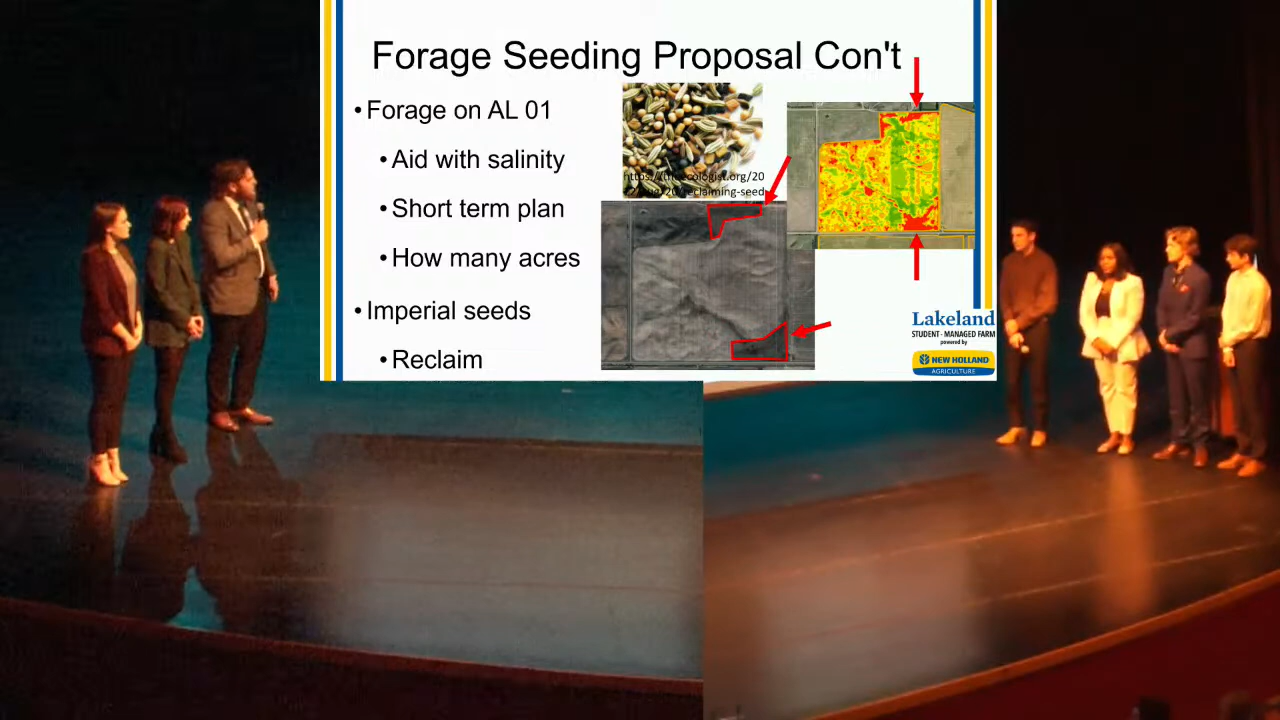 Forage Seeding Proposal Con't
• Forage on AL 01
• Aid with salinity
• Short term plan
• How many acres
• Imperial seeds
• Reclaim
Lakeland
STUDENT - MANAGED FARM
powered by
NEW HOLLAND
AGRICULTURE